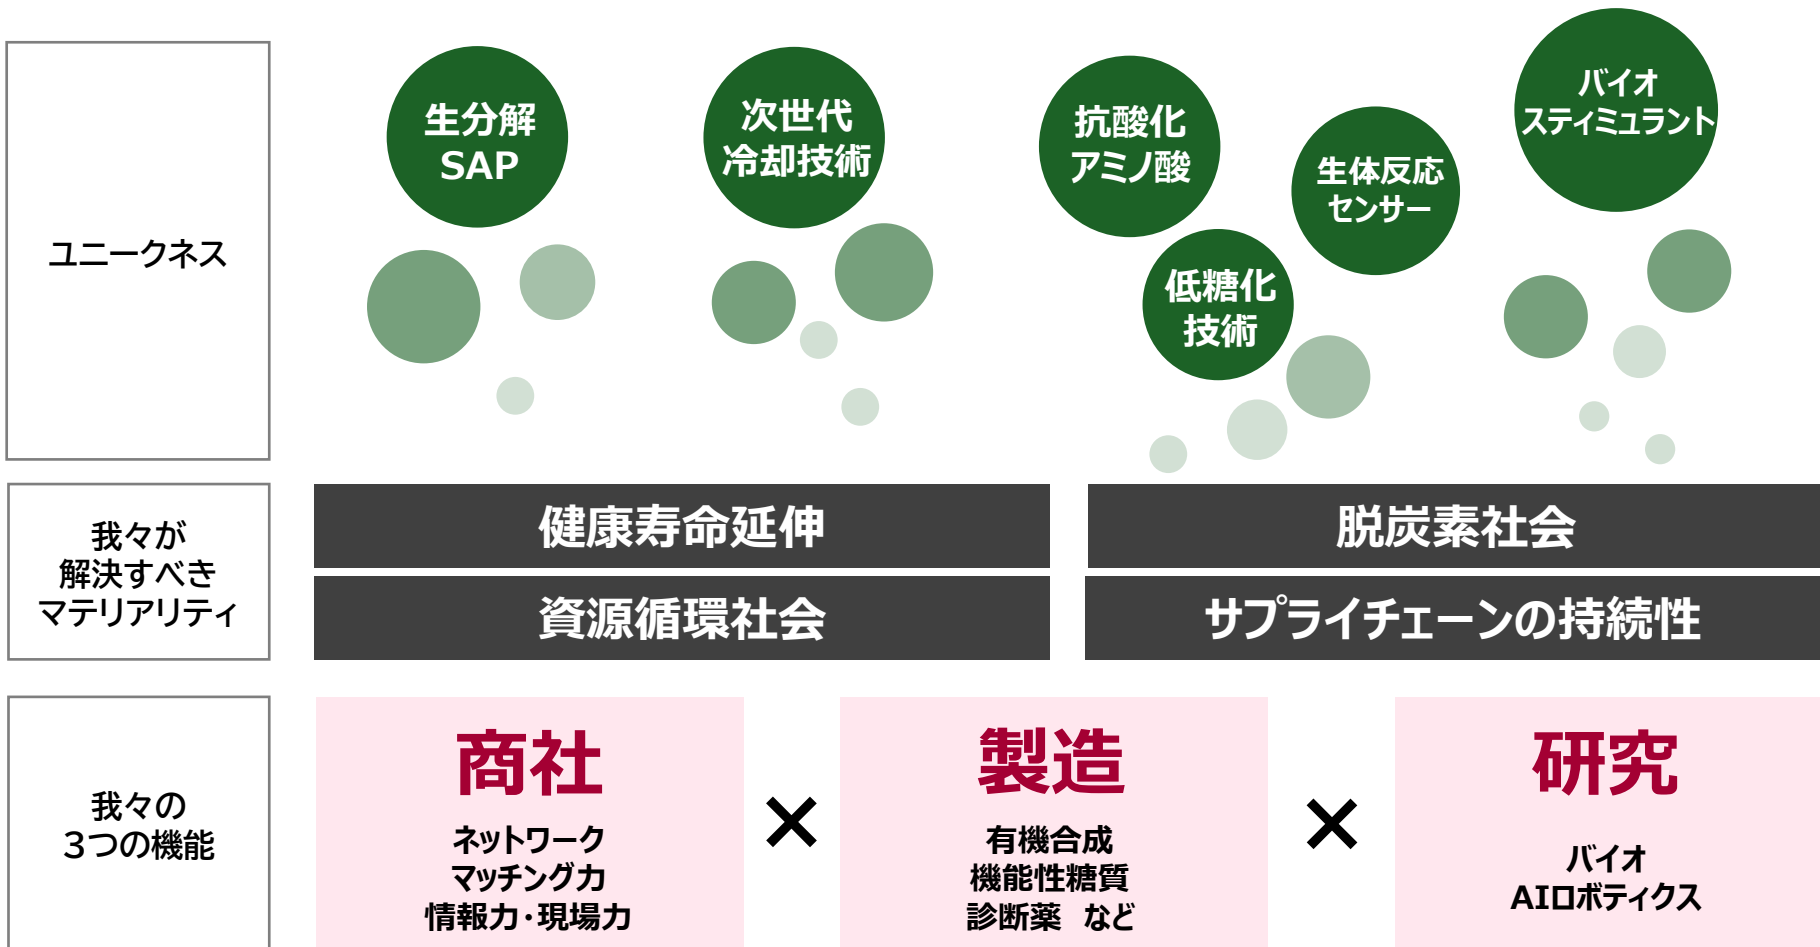 ユニークネス
生分解
SAP
次世代
冷却技術
抗酸化
アミノ酸
生体反応
センサー
バイオ
スティミュラント
低糖化
技術
我々が
解決すべき
マテリアリティ
健康寿命延伸
脱炭素社会
資源循環社会
サプライチェーンの持続性
我々の
3つの機能
商社
ネットワーク
マッチング力
情報力・現場力
×
製造
有機合成
機能性糖質
診断薬 など
×
研究
バイオ
AIロボティクス